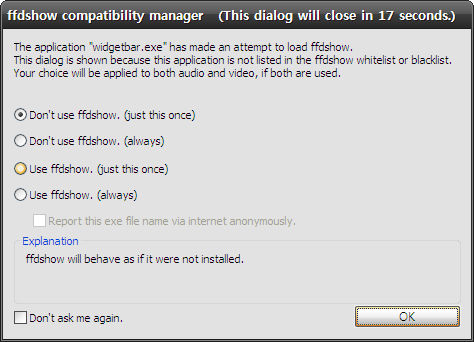 ffdshow compatibility manager (This dialog will close in 17 seconds.)
The application "widgetbar.exe" has made an attempt to load ffdshow.
This dialog is shown because this application is not listed in the ffdshow whitelist or blacklist.
Your choice will be applied to both audio and video, if both are used.
Don't use ffdshow. (just this once)
Don't use ffdshow. (always)
Use ffdshow. (just this once)
Use ffdshow. (always)
Report this exe file name via internet anonymously.
Explanation
ffdshow will behave as if it were not installed.
Don't ask me again.
OK